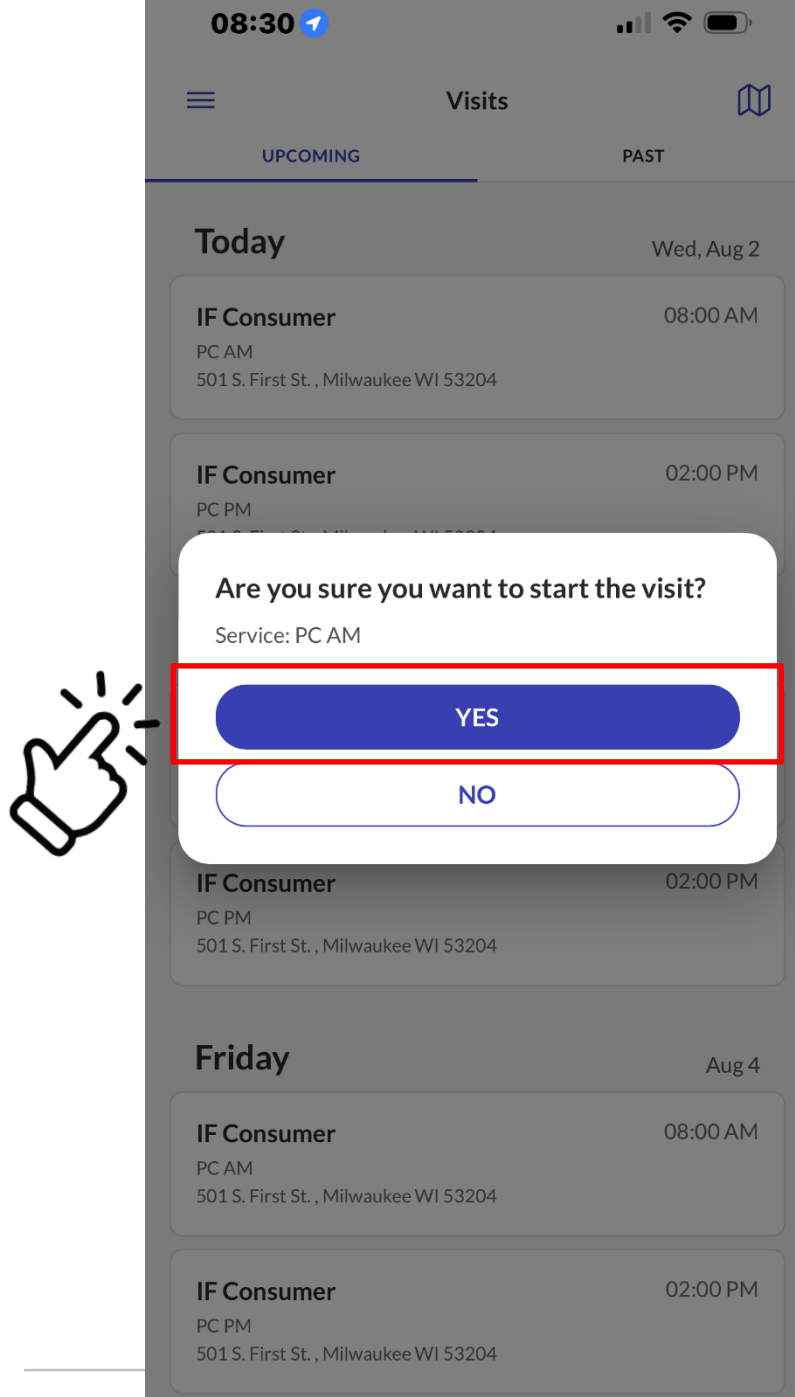 08:30
Visits
UPCOMING PAST
Today Wed, Aug 2
IF Consumer 08:00 AM
PC AM
501 S. First St. , Milwaukee WI 53204
IF Consumer 02:00 PM
PC PM
Are you sure you want to start the visit?
Service: PC AM
YES
NO
IF Consumer 02:00 PM
PC PM
501 S. First St. , Milwaukee WI 53204
Friday Aug 4
IF Consumer 08:00 AM
PC AM
501 S. First St. , Milwaukee WI 53204
IF Consumer 02:00 PM
PC PM
501 S. First St. , Milwaukee WI 53204